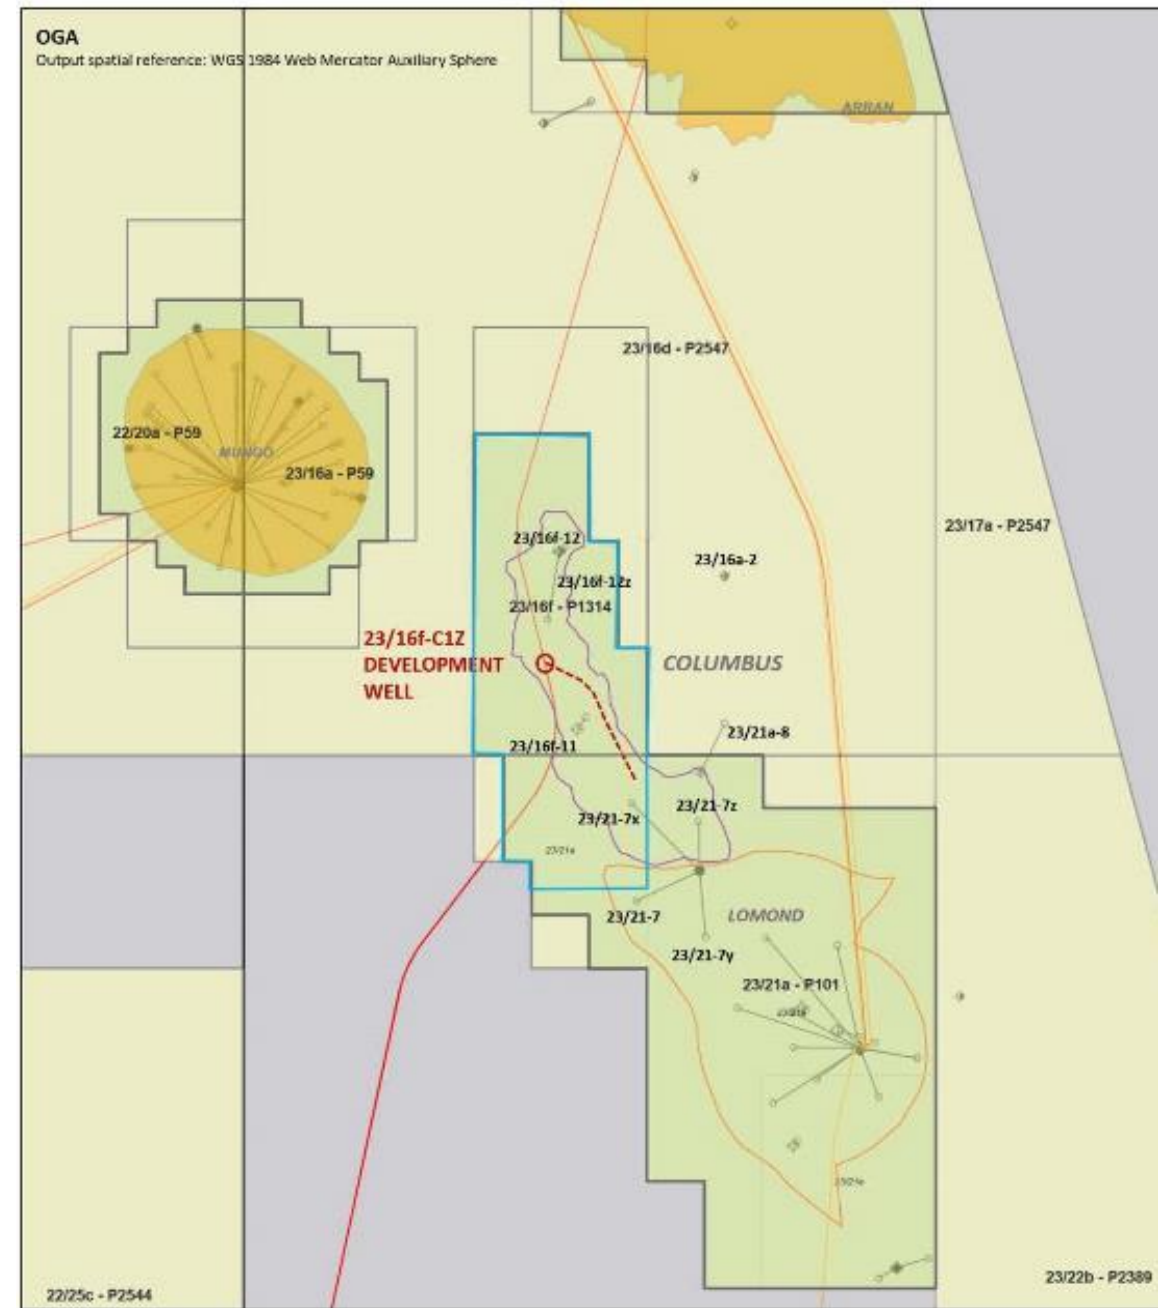 OGA
Output spatial reference: WGS 1984 Web Mercator Auxiliary Sphere
ARRAN
23/16d - P2547
22/20a - P59
MUNGO
23/16a - P59
23/17a - P2547
23/16f-12
23/16a-2
23/16f-12z
23/16f - P1314
23/16f-C1Z
DEVELOPMENT
WELL
COLUMBUS
23/21a-8
23/16f-11
23/21-7z
23/21-7x
23/21a
23/21-7
LOMOND
23/21-7y
23/21a - P101
23/22b - P2389
22/25c - P2544